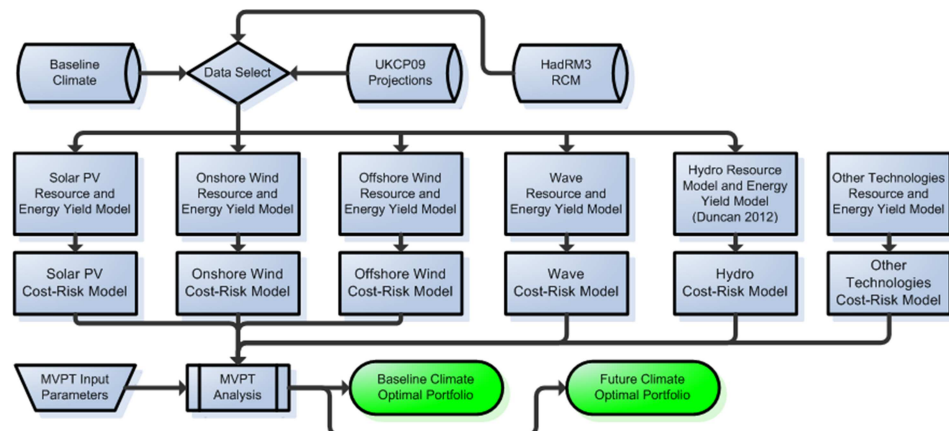 Baseline
Climate
Data Select
UKCP09
Projections
HadRM3
RCM
Solar PV
Resource and
Energy Yield Model
Onshore Wind
Resource and
Energy Yield Model
Offshore Wind
Resource and
Energy Yield Model
Wave
Resource and
Energy Yield Model
Hydro Resource
Model and Energy
Yield Model
(Duncan 2012)
Other Technologies
Resource and
Energy Yield Model
Solar PV
Cost-Risk Model
Onshore Wind
Cost-Risk Model
Offshore Wind
Cost-Risk Model
Wave
Cost-Risk Model
Hydro
Cost-Risk Model
Other
Technologies
Cost-Risk Model
MVPT Input
Parameters
MVPT
Analysis
Baseline Climate
Optimal Portfolio
Future Climate
Optimal Portfolio